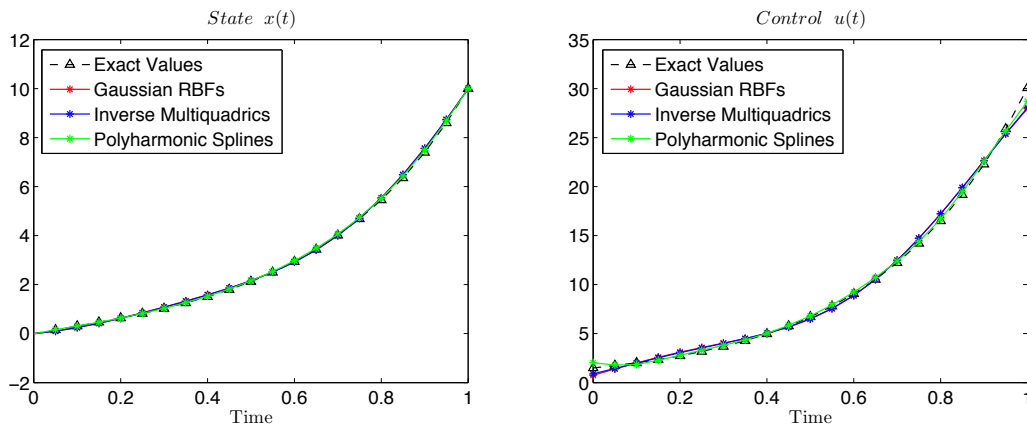 State x(t)
12
10
8
6
4
2
0
−2
0
0.2
0.4
0.6
0.8
1
Time
Exact Values
Gaussian RBFs
Inverse Multiquadrics
Polyharmonic Splines
Control u(t)
35
30
25
20
15
10
5
0
0
0.2
0.4
0.6
0.8
1
Time
Exact Values
Gaussian RBFs
Inverse Multiquadrics
Polyharmonic Splines